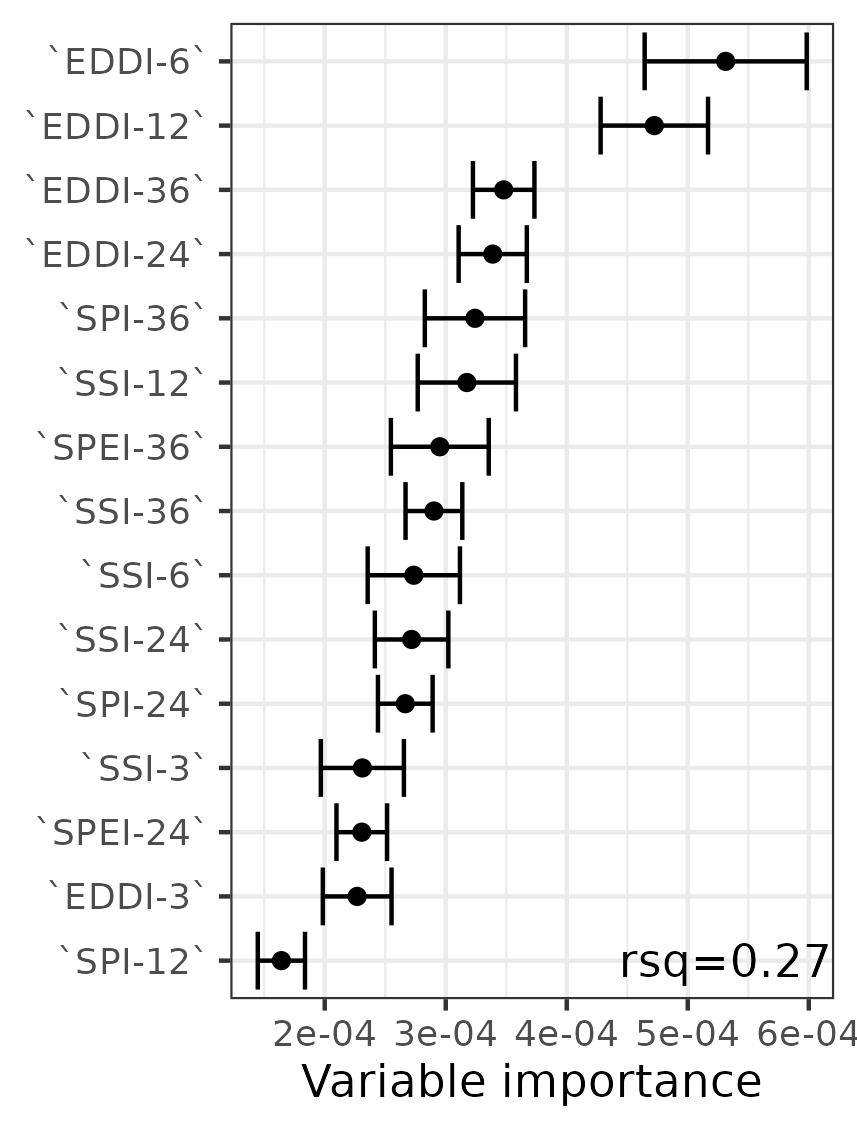 `EDDI-6`
`EDDI-12`
`EDDI-36`
`EDDI-24`
`SPI-36`
`SSI-12`
`SPEI-36`
`SSI-36`
`SSI-6`
`SSI-24`
`SPI-24`
`SSI-3`
`SPEI-24`
`EDDI-3`
`SPI-12`
rsq=0.27
2e-04 3e-04 4e-04 5e-04 6e-04
Variable importance